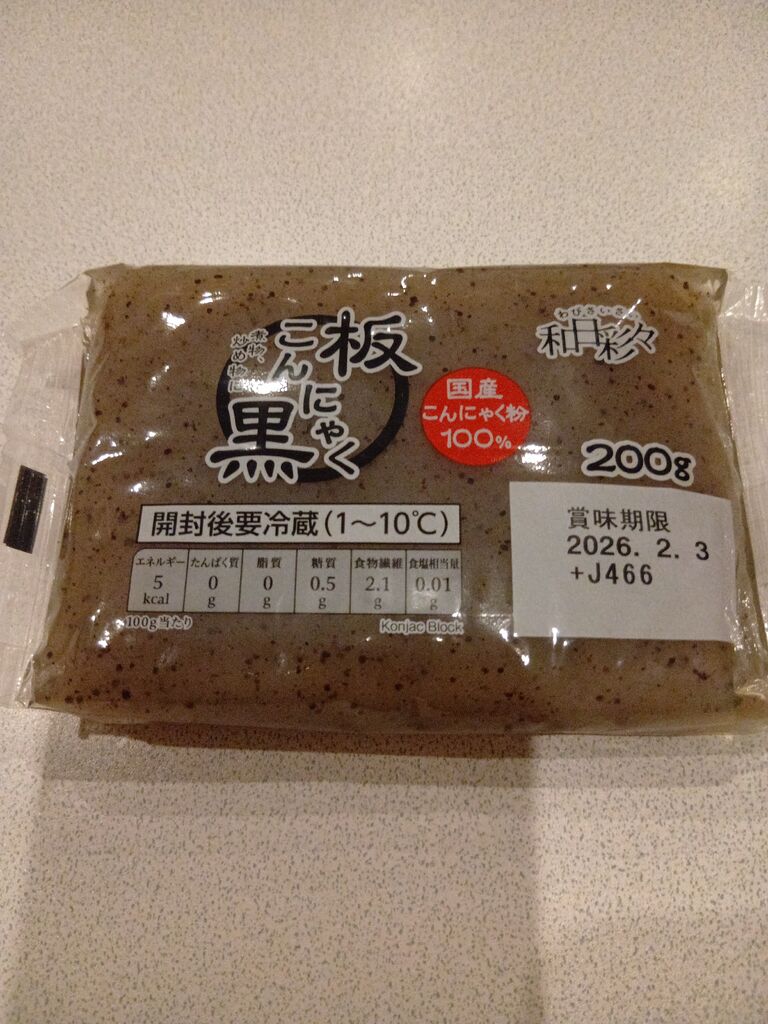 板
こんにゃく
黒
煮物、
炒め物に
わびさいさい
和日彩々
国産
こんにゃく粉
100%
200g
開封後要冷蔵(1~10℃)
エネルギー たんぱく質 脂質 糖質 食物繊維 食塩相当量
5 0 0 0.5 2.1 0.01
kcal g g g g g
100g当たり
Konjac Block
賞味期限
2026. 2. 3
+J466